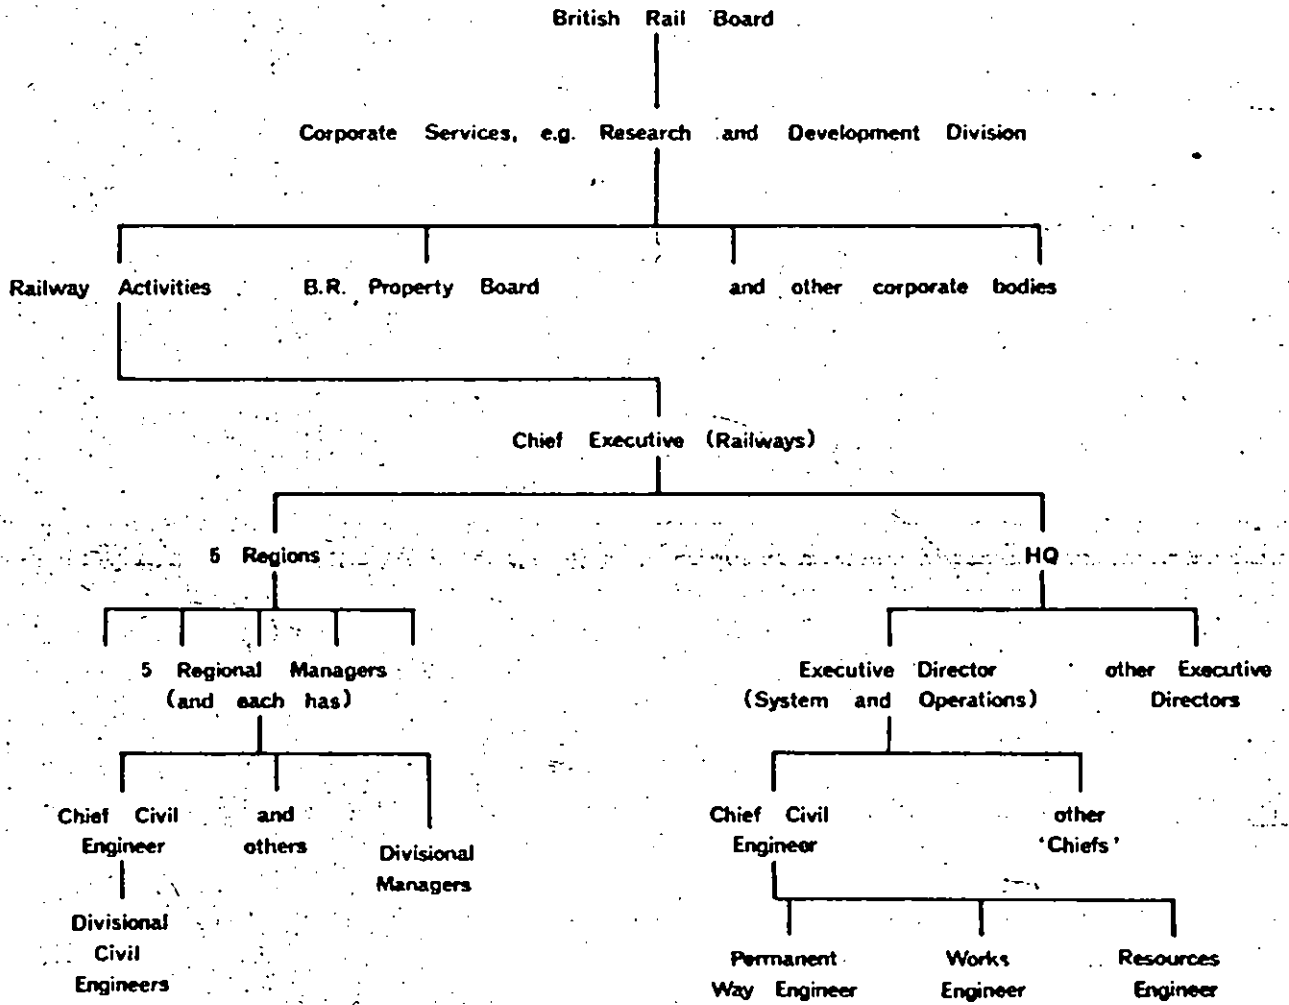 British Rail Board
Corporate Services, e.g. Research and Development Division
Railway Activities
B.R. Property Board
and other corporate bodies
Chief Executive (Railways)
5 Regions
HQ
5 Regional Managers
(and each has)
Executive Director
(System and Operations)
other Executive
Directors
Chief Civil
Engineer
and
others
Divisional
Managers
Chief Civil
Engineer
other
'Chiefs'
Divisional
Civil
Engineers
Permanent
Way Engineer
Works
Engineer
Resources
Engineer